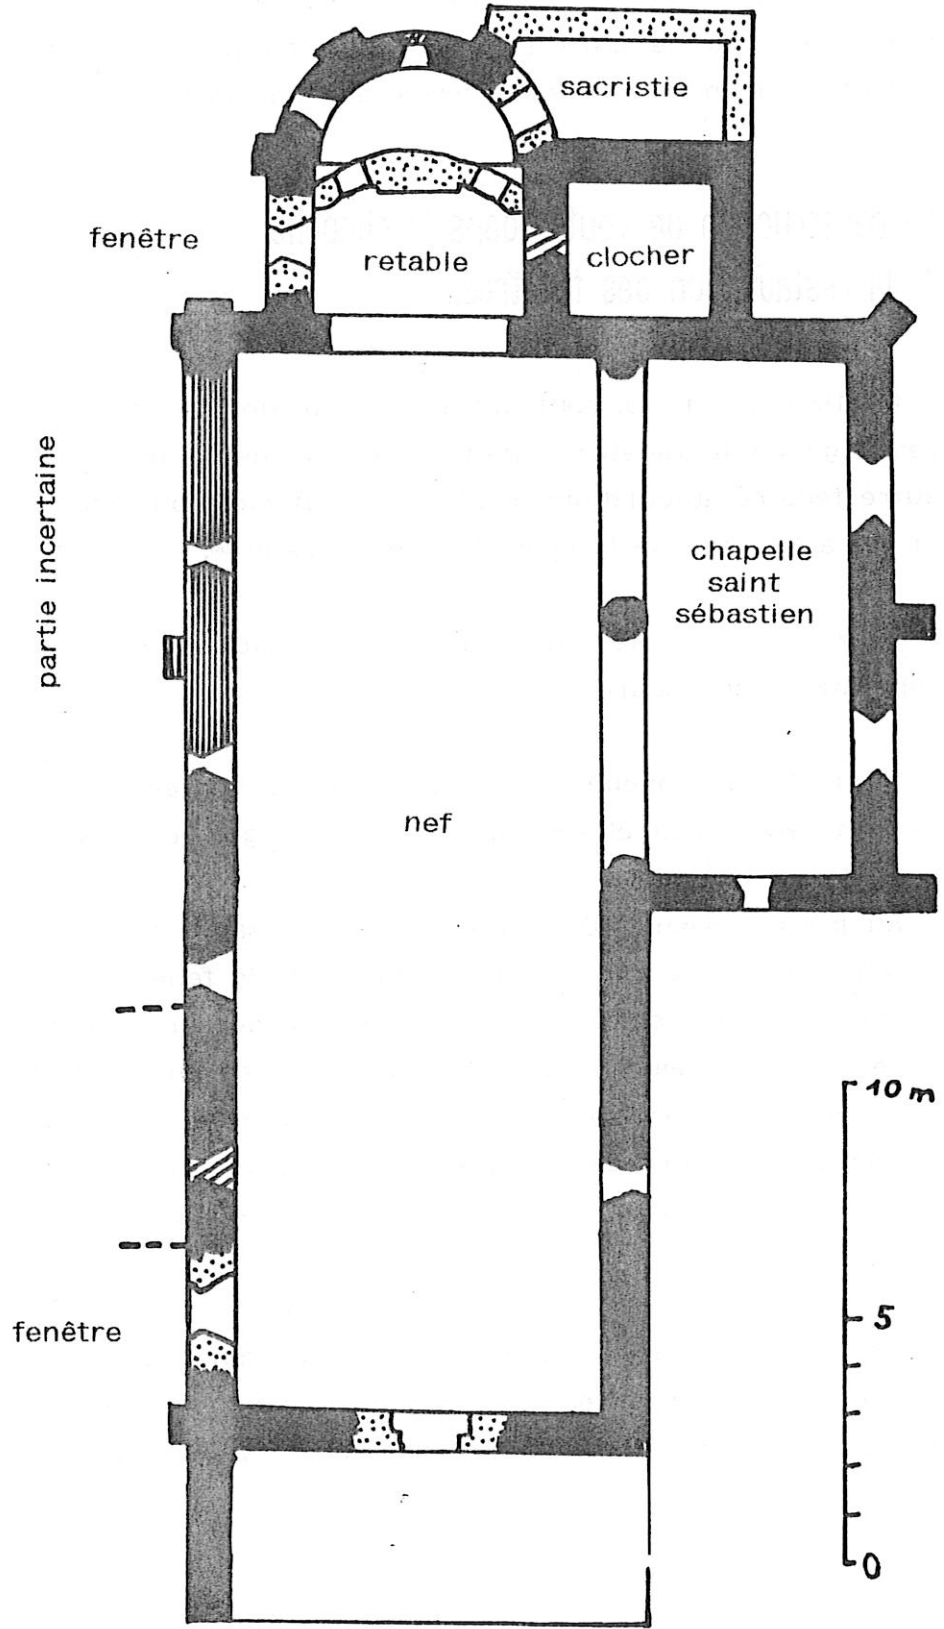 sacristie
fenêtre
retable
clocher
partie incertaine
chapelle
saint
sébastien
nef
10 m
5
fenêtre
0